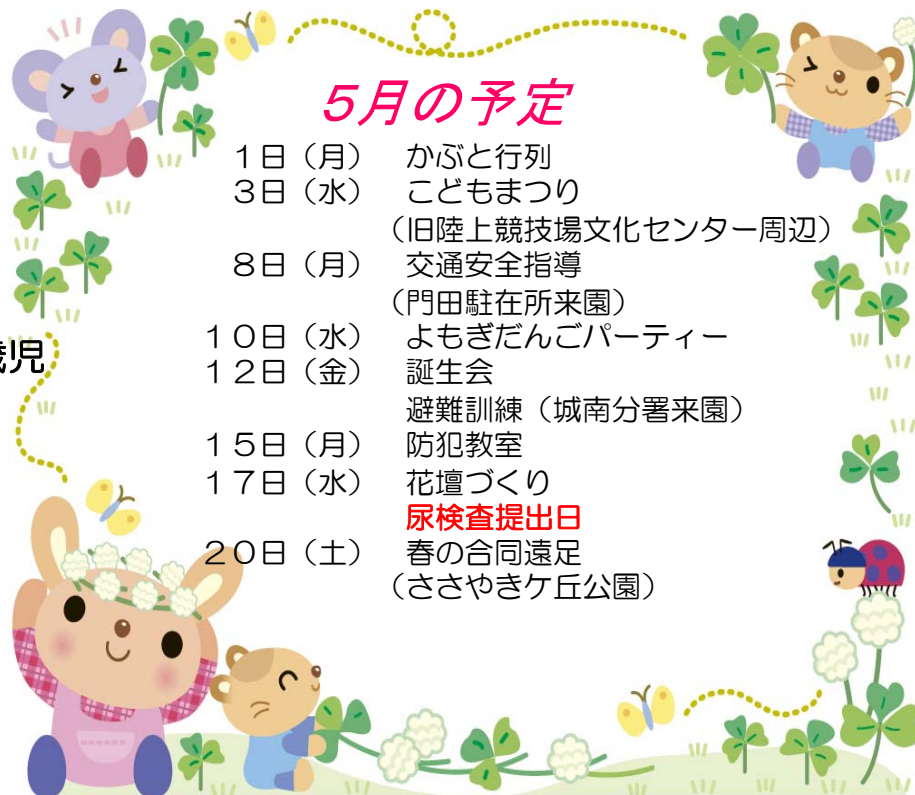 ５月の予定
１日（月）　かぶと行列
３日（水）　こどもまつり
（旧陸上競技場文化センター周辺）
８日（月）　交通安全指導
（門田駐在所来園）
１０日（水）　よもぎだんごパーティー
児
１２日（金）　誕生会
避難訓練（城南分署来園）
１５日（月）　防犯教室
１７日（水）　花壇づくり
尿検査提出日
２０日（土）　春の合同遠足
（ささやきケ丘公園）